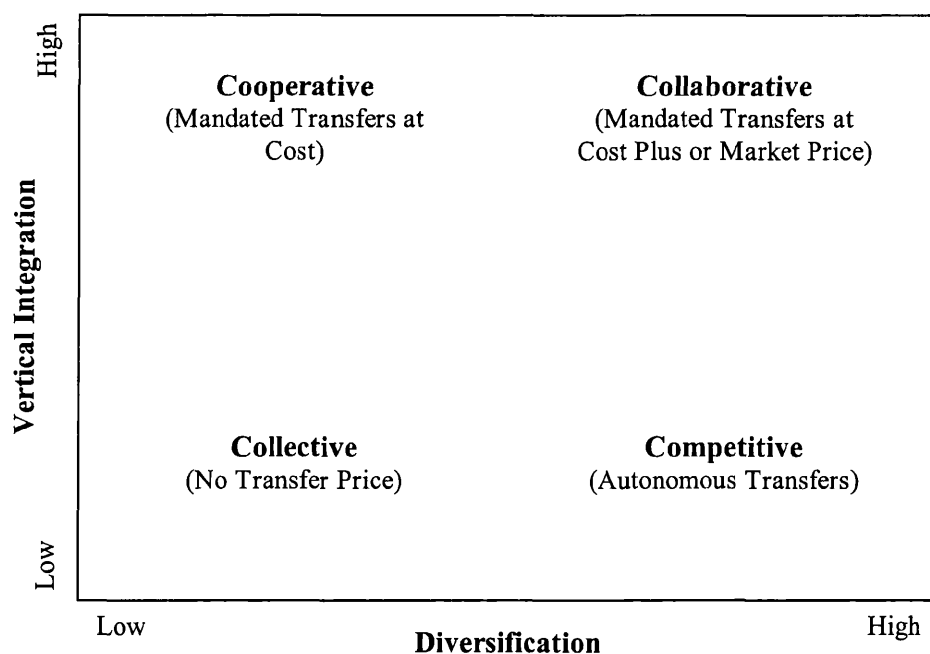 High
Cooperative
(Mandated Transfers at
Cost)
Collaborative
(Mandated Transfers at
Cost Plus or Market Price)
Vertical Integration
Collective
(No Transfer Price)
Competitive
(Autonomous Transfers)
Low
Low
Diversification
High